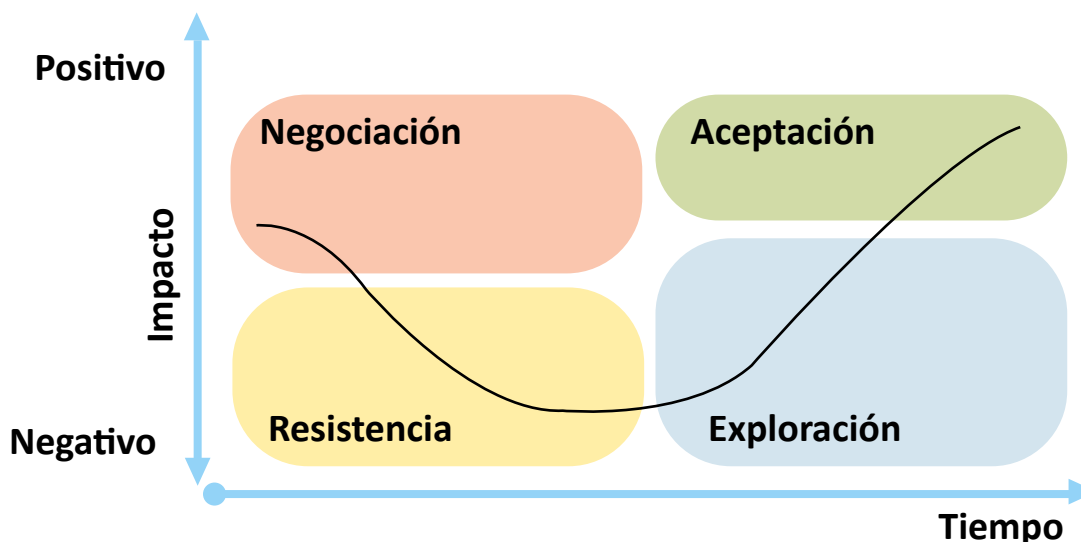 Positivo
Negociación
Aceptación
Impacto
Resistencia
Exploración
Negativo
Tiempo